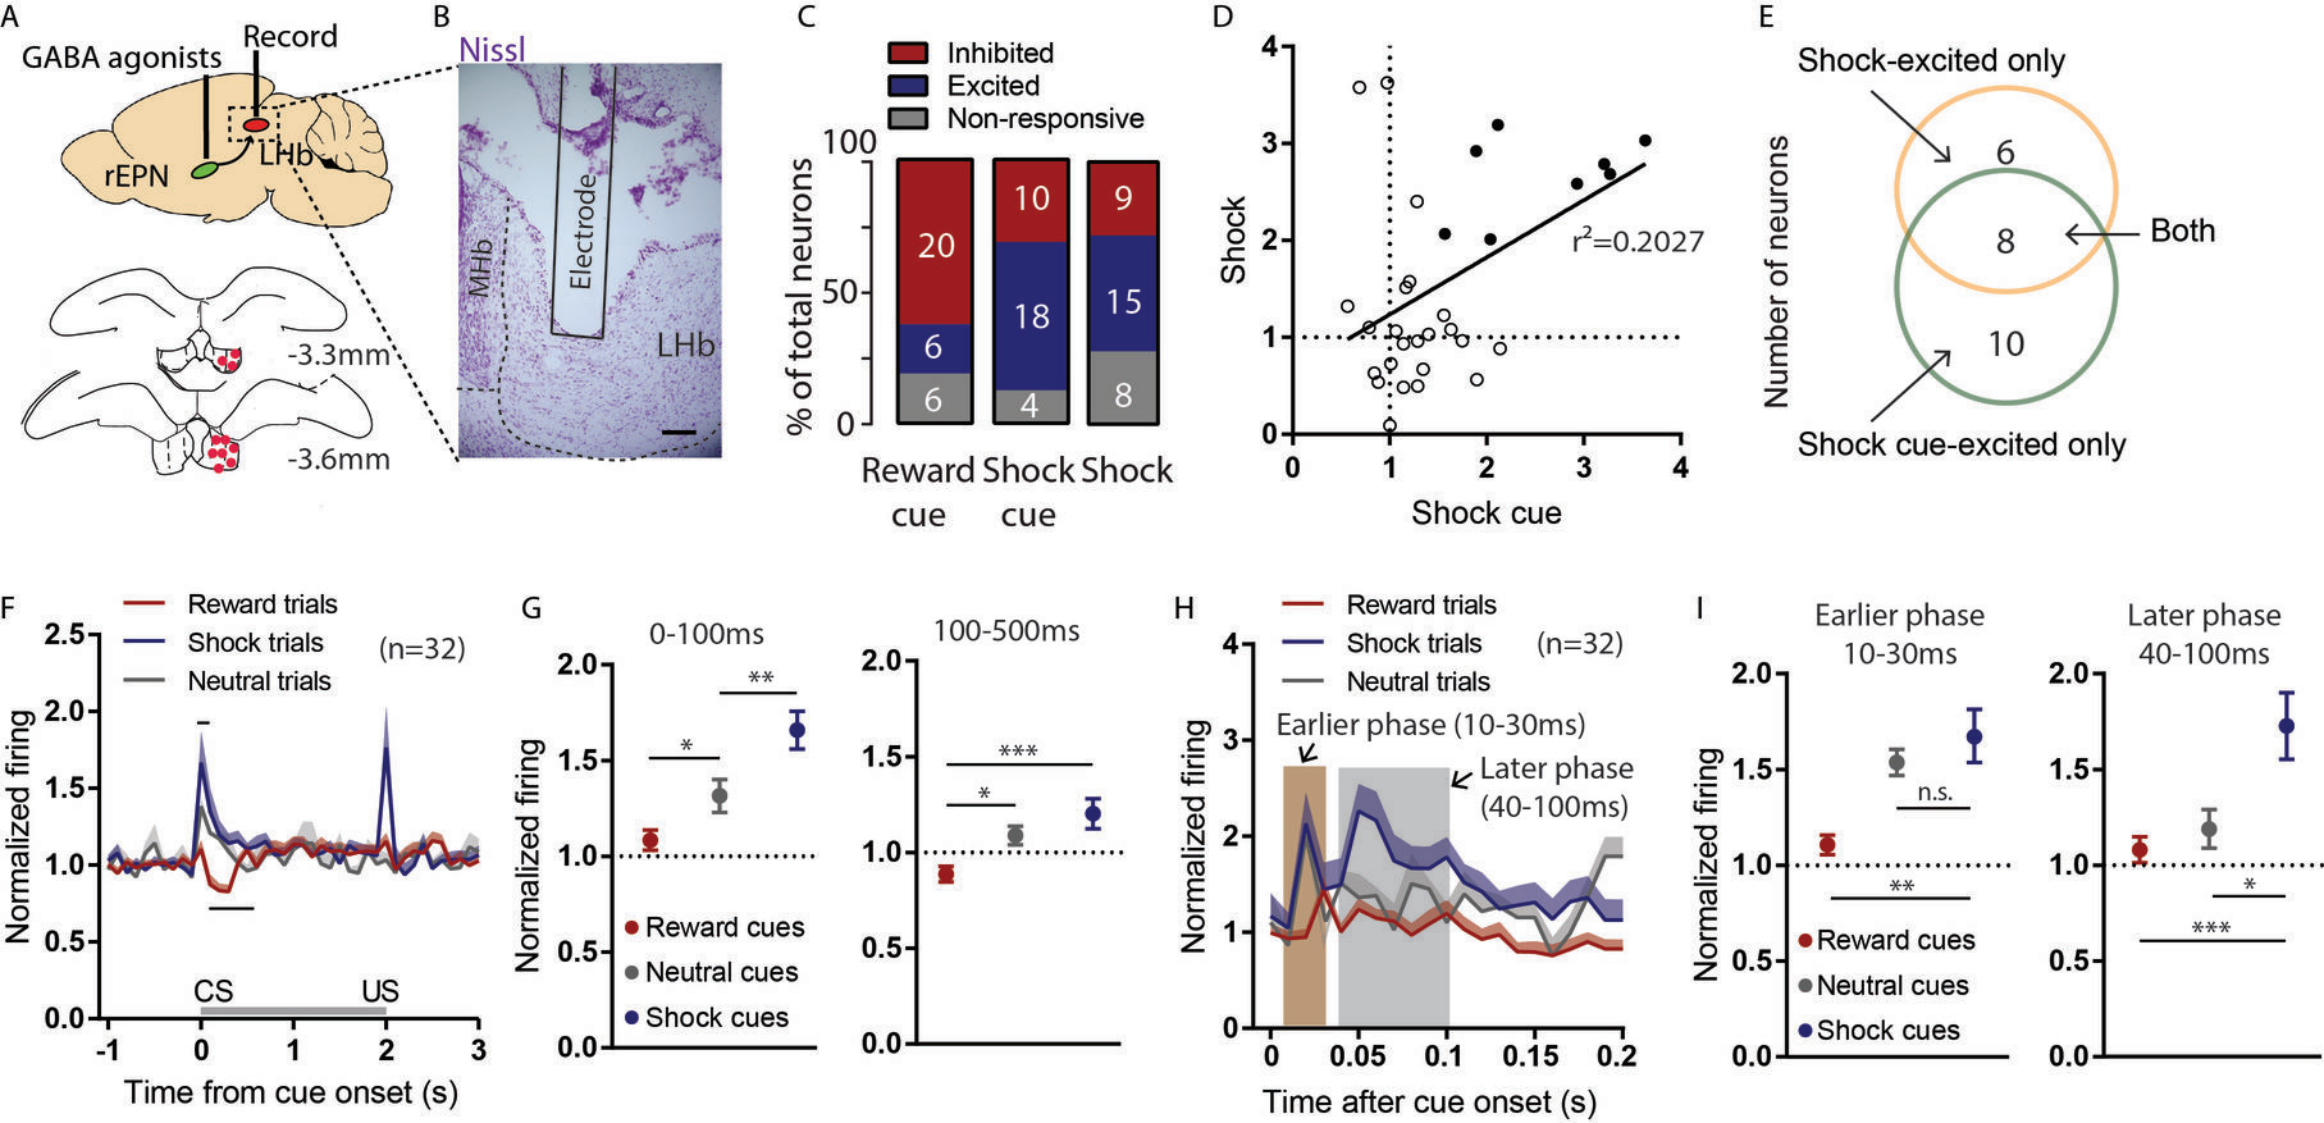 A
GABA agonists
Record
rEPN
LHb
-3.3mm
-3.6mm
B
Nissl
MHb
Electrode
LHb
C
Inhibited
Excited
Non-responsive
% of total neurons
100
50
0
20
6
6
10
18
4
9
15
8
Reward cue
Shock cue
Shock
D
Shock
4
3
2
1
0
r²=0.2027
0 1 2 3 4
Shock cue
E
Number of neurons
Shock-excited only
6
8
Both
10
Shock cue-excited only
F
Reward trials
Shock trials
Neutral trials
(n=32)
Normalized firing
2.5
2.0
1.5
1.0
0.5
0.0
CS US
-1 0 1 2 3
Time from cue onset (s)
G
0-100ms
Normalized firing
2.0
1.5
1.0
0.5
0.0
**
*
Reward cues
Neutral cues
Shock cues
100-500ms
2.0
1.5
1.0
0.5
0.0
***
*
H
Reward trials
Shock trials
Neutral trials
(n=32)
Earlier phase (10-30ms)
Later phase
(40-100ms)
Normalized firing
4
3
2
1
0
0 0.05 0.1 0.15 0.2
Time after cue onset (s)
I
Earlier phase
10-30ms
Normalized firing
2.0
1.5
1.0
0.5
0.0
n.s.
**
Reward cues
Neutral cues
Shock cues
Later phase
40-100ms
2.0
1.5
1.0
0.5
0.0
*
***